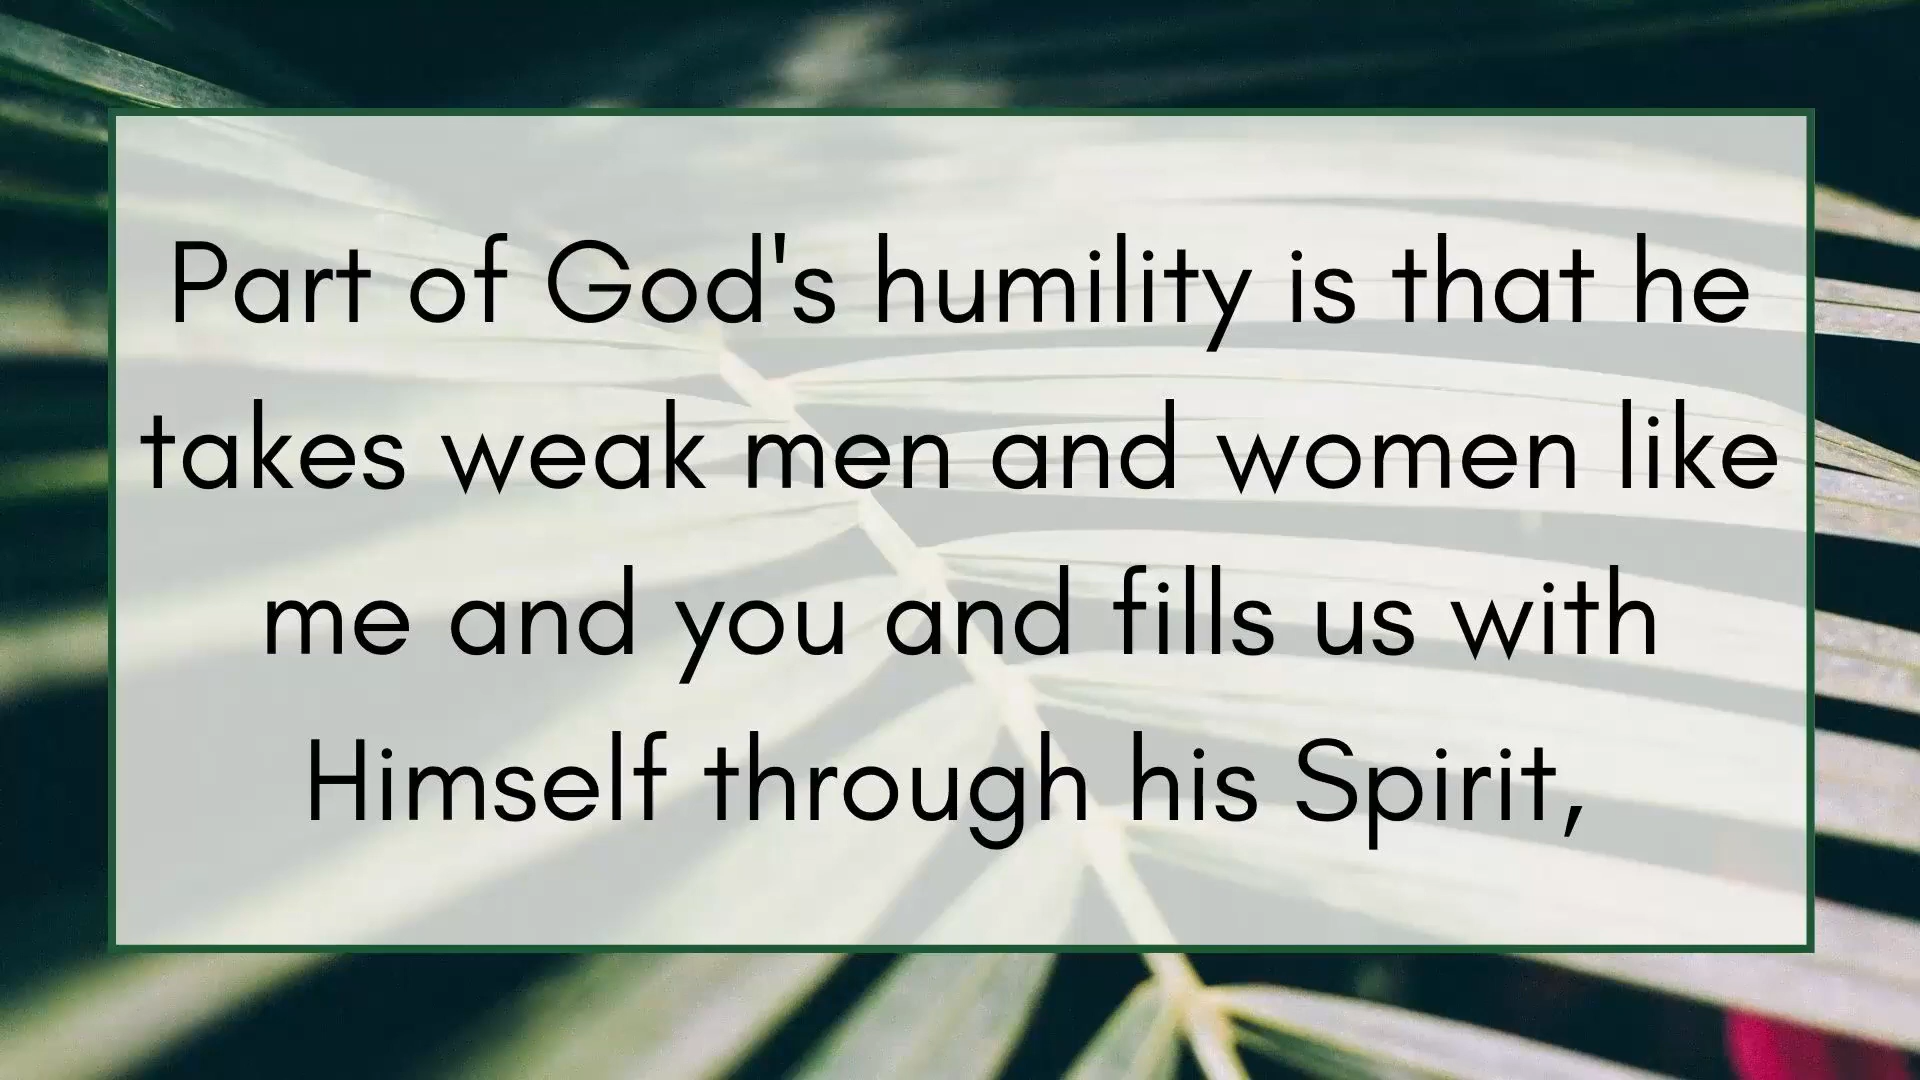 Part of God's humility is that he
takes weak men and women like
me and you and fills us with
Himself through his Spirit,